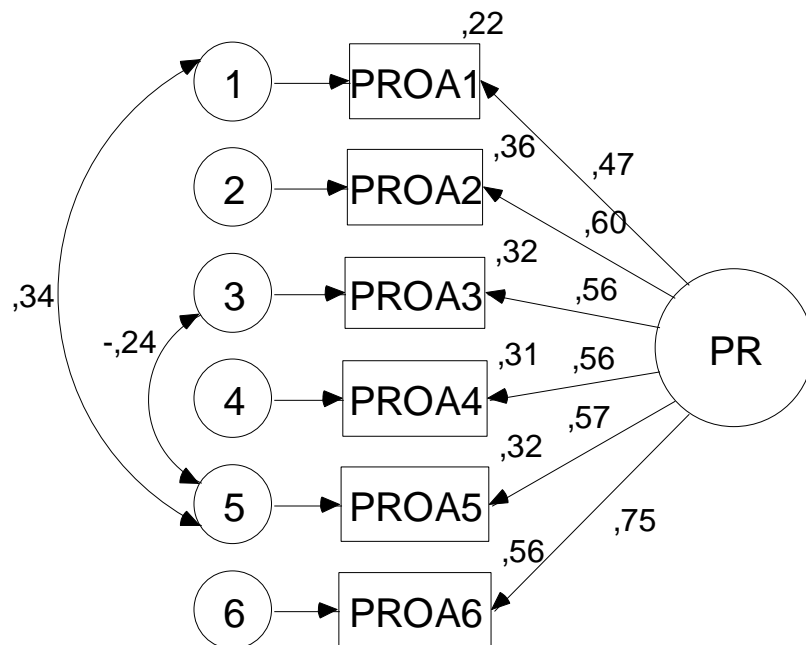 ,22
1 PROA1
,36 ,47
2 PROA2
,60
,32
3 PROA3 ,56
,34
-,24 PR
,31 ,56
4 PROA4
,57
,32
5 PROA5
,75
,56
6 PROA6